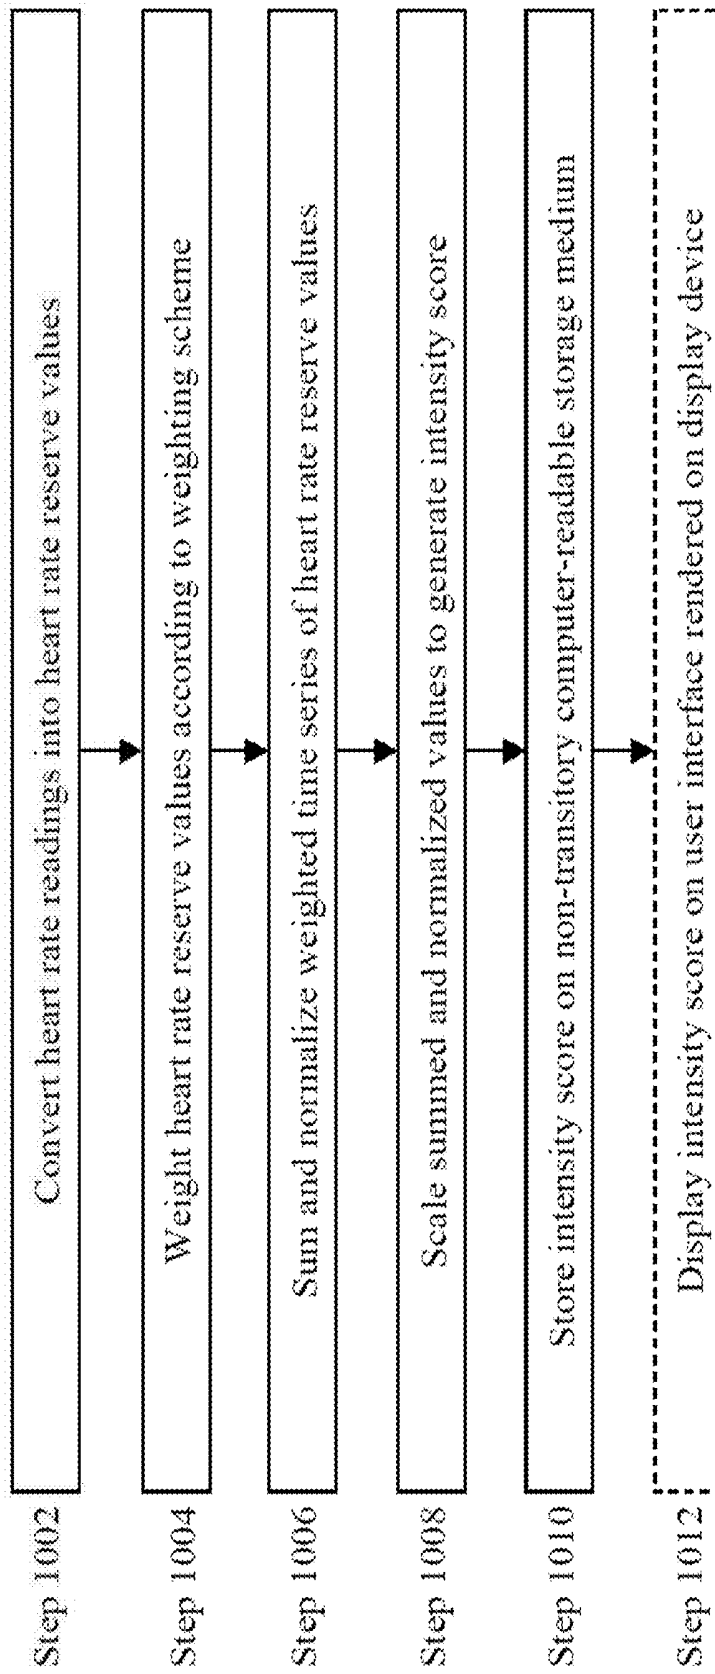 Step 1002
Convert heart rate readings into heart rate reserve values
Step 1004
Weight heart rate reserve values according to weighting scheme
Step 1006
Sum and normalize weighted time series of heart rate reserve values
Step 1008
Scale summed and normalized values to generate intensity score
Step 1010
Store intensity score on non-transitory computer-readable storage medium
Step 1012
Display intensity score on user interface rendered on display device